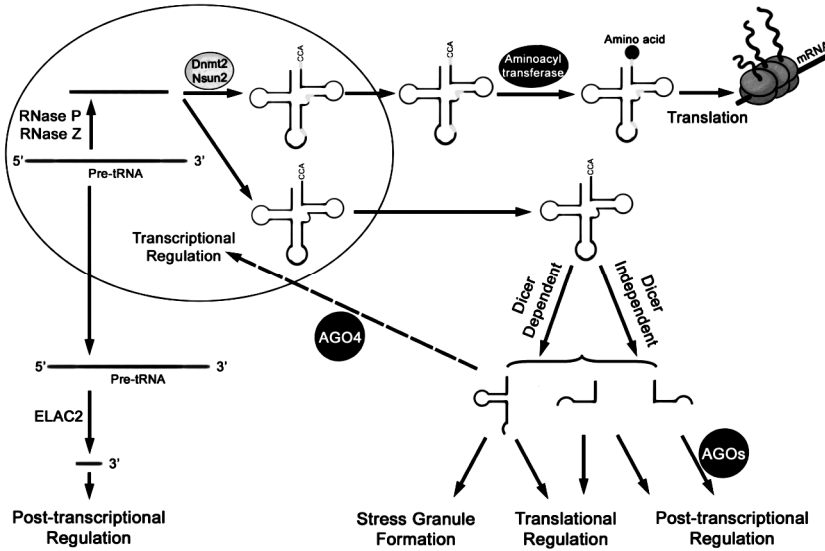 Dnmt2
Nsun2
CCA
CCA
Aminoacyl
transferase
Amino acid
mRNA
Translation
RNase P
RNase Z
5'
3'
Pre-tRNA
CCA
CCA
Transcriptional
Regulation
Dicer
Dependent
Dicer
Independent
AGO4
5'
3'
Pre-tRNA
ELAC2
3'
AGOs
Post-transcriptional
Regulation
Stress Granule
Formation
Translational
Regulation
Post-transcriptional
Regulation